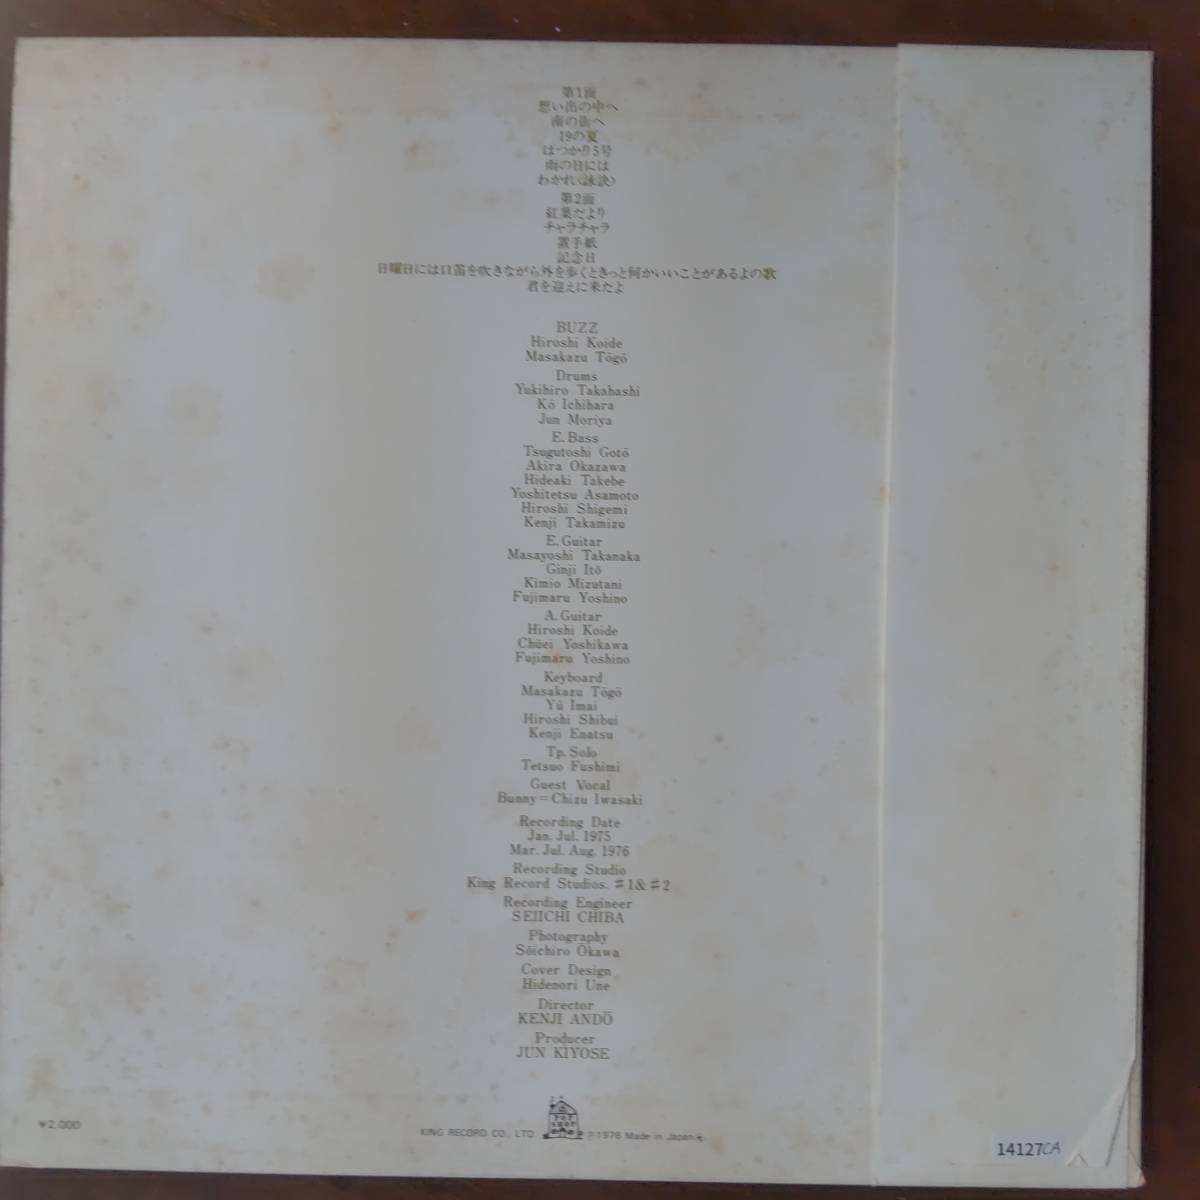 第1面
想い出の中へ
南の街へ
19の夏
はつかり5号
雨の日には
わかれ〈詠訣〉
第2面
紅葉だより
チャラチャラ
置手紙
記念日
日曜日には口笛を吹きながら外を歩くときっと何かいいことがあるよの歌
君を迎えに来たよ
BUZZ
Hiroshi Koide
Masakazu Tōgō
Drums
Yukihiro Takahashi
Kō Ichihara
Jun Moriya
E. Bass
Tsugutoshi Gotō
Akira Okazawa
Hideaki Takebe
Yoshitetsu Asamoto
Hiroshi Shigemi
Kenji Takamizu
E. Guitar
Masayoshi Takanaka
Ginji Itō
Kimio Mizutani
Fujimaru Yoshino
A. Guitar
Hiroshi Koide
Chūei Yoshikawa
Fujimaru Yoshino
Keyboard
Masakazu Tōgō
Yū Imai
Hiroshi Shibui
Kenji Enatsu
Tp. Solo
Tetsuo Fushimi
Guest Vocal
Bunny=Chizu Iwasaki
Recording Date
Jan. Jul. 1975
Mar. Jul. Aug. 1976
Recording Studio
King Record Studios. #1 & #2
Recording Engineer
SEIICHI CHIBA
Photography
Sōichiro Ōkawa
Cover Design
Hidenori Une
Director
KENJI ANDŌ
Producer
JUN KIYOSE
¥2,000
KING RECORD CO., LTD. ℗1976 Made in Japan
14127CA